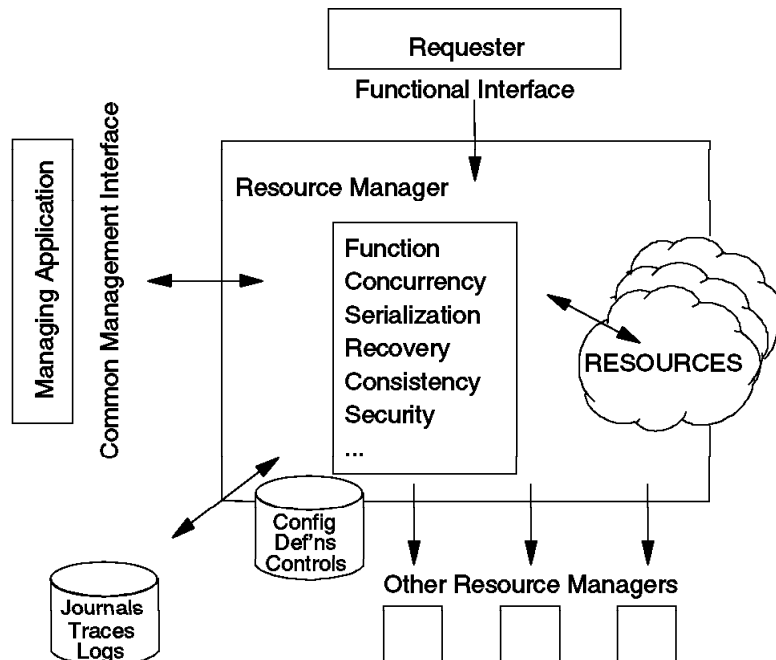 Requester
Functional Interface
Managing Application
Common Management Interface
Resource Manager
Function
Concurrency
Serialization
Recovery
Consistency
Security
...
RESOURCES
Config
Def'ns
Controls
Journals
Traces
Logs
Other Resource Managers